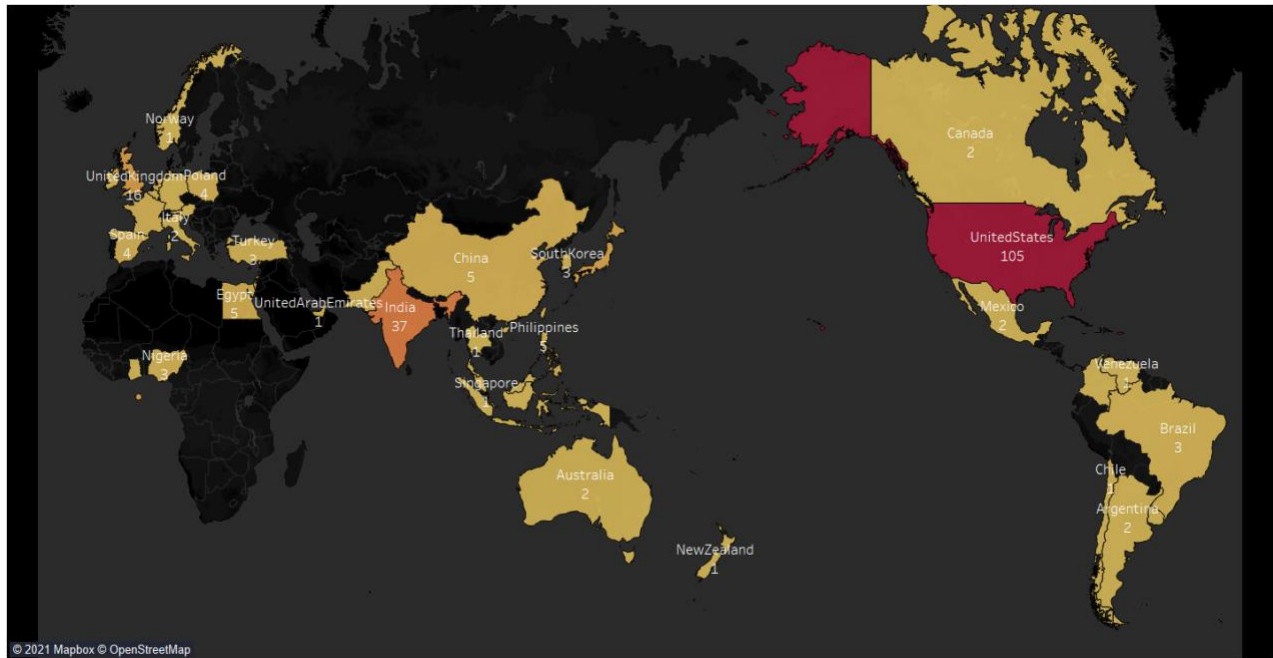 Norway
1
UnitedKingdom
16
Poland
4
Italy
2
Spain
4
Turkey
3
Egypt
5
UnitedArabEmirates
1
Nigeria
3
India
37
China
5
SouthKorea
3
Thailand
1
Philippines
5
Singapore
1
Australia
2
NewZealand
1
Canada
2
UnitedStates
105
Mexico
2
Venezuela
1
Brazil
3
Chile
1
Argentina
2
© 2021 Mapbox © OpenStreetMap